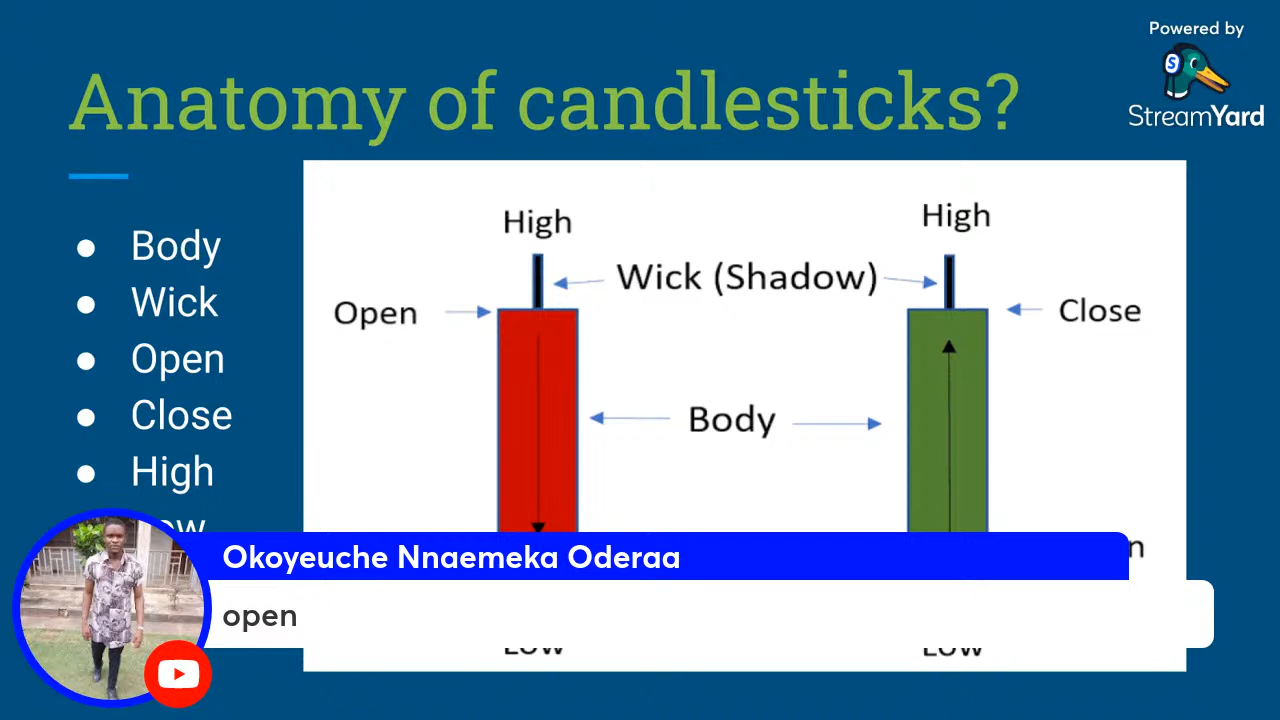 Powered by
StreamYard
Anatomy of candlesticks?
● Body
● Wick
● Open
● Close
● High
High
High
Wick (Shadow)
Open
Close
Body
Okoyeuche Nnaemeka Oderaa
open